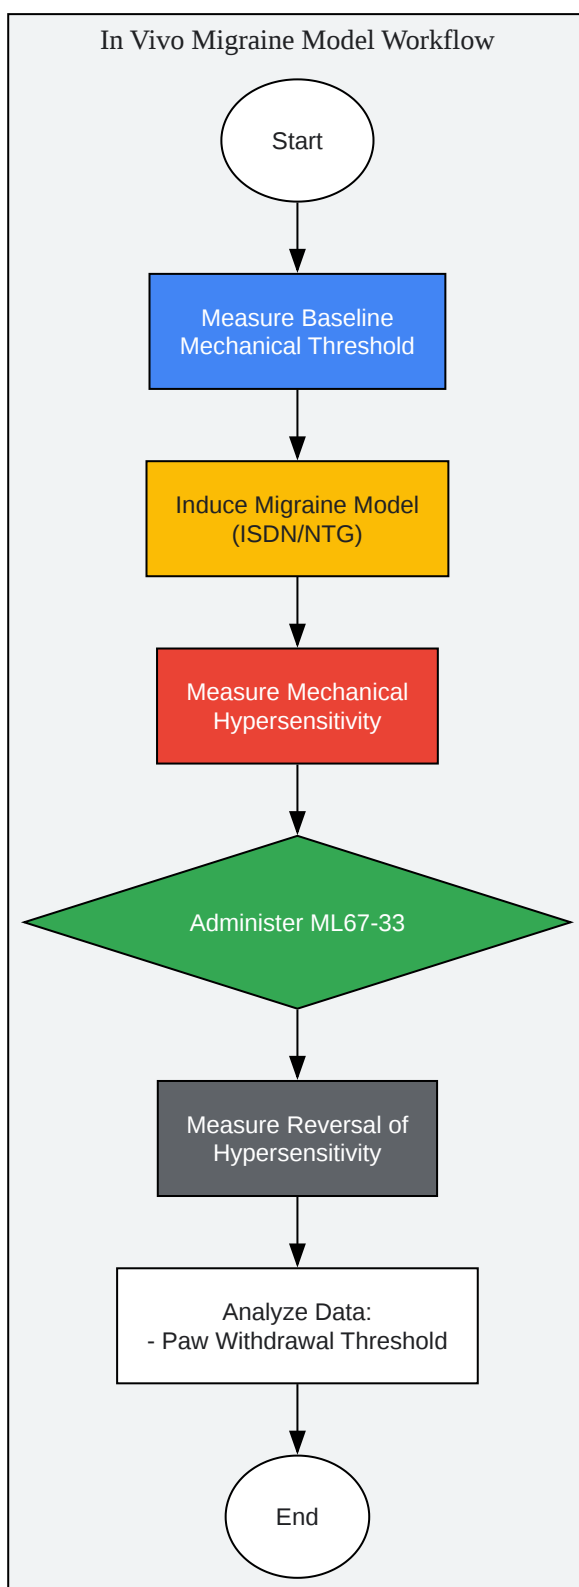 In Vivo Migraine Model Workflow
Start
Measure Baseline
Mechanical Threshold
Induce Migraine Model
(ISDN/NTG)
Measure Mechanical
Hypersensitivity
Administer ML67-33
Measure Reversal of
Hypersensitivity
Analyze Data:
- Paw Withdrawal Threshold
End